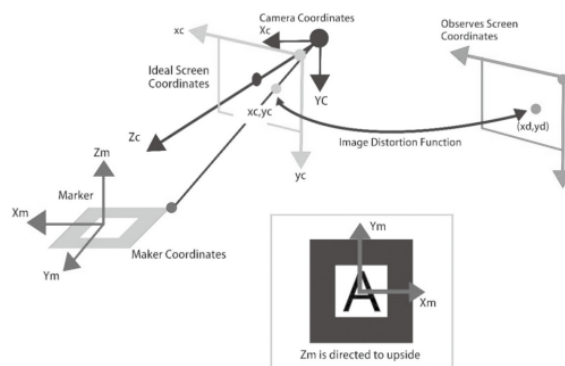 Camera Coordinates
xc
Xc
Observes Screen
Coordinates
Ideal Screen
Coordinates
YC
xc,yc
(xd,yd)
Zc
Image Distortion Function
Zm
yc
Marker
Xm
Maker Coordinates
Ym
Ym
A
Xm
Zm is directed to upside